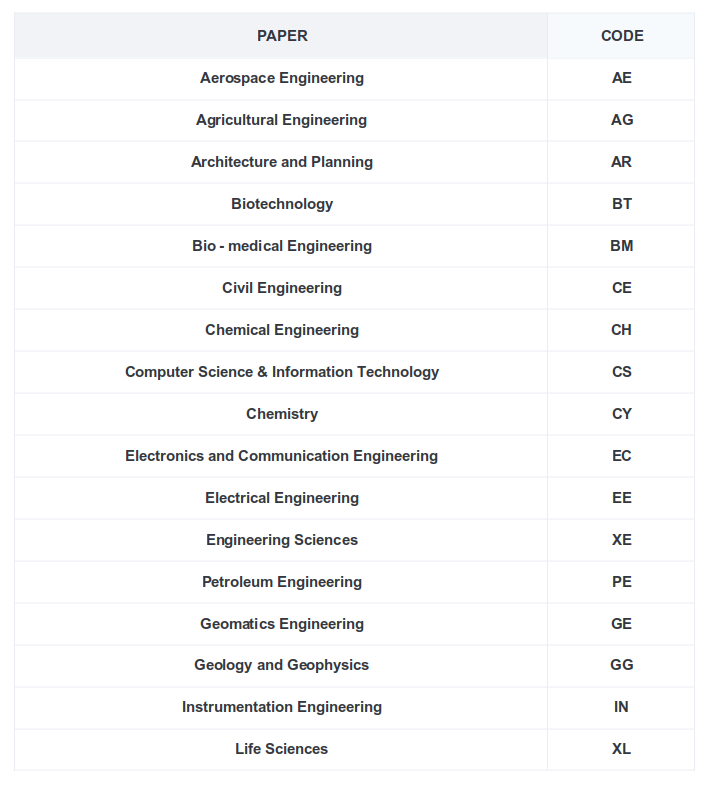 PAPER CODE
Aerospace Engineering AE
Agricultural Engineering AG
Architecture and Planning AR
Biotechnology BT
Bio - medical Engineering BM
Civil Engineering CE
Chemical Engineering CH
Computer Science & Information Technology CS
Chemistry CY
Electronics and Communication Engineering EC
Electrical Engineering EE
Engineering Sciences XE
Petroleum Engineering PE
Geomatics Engineering GE
Geology and Geophysics GG
Instrumentation Engineering IN
Life Sciences XL